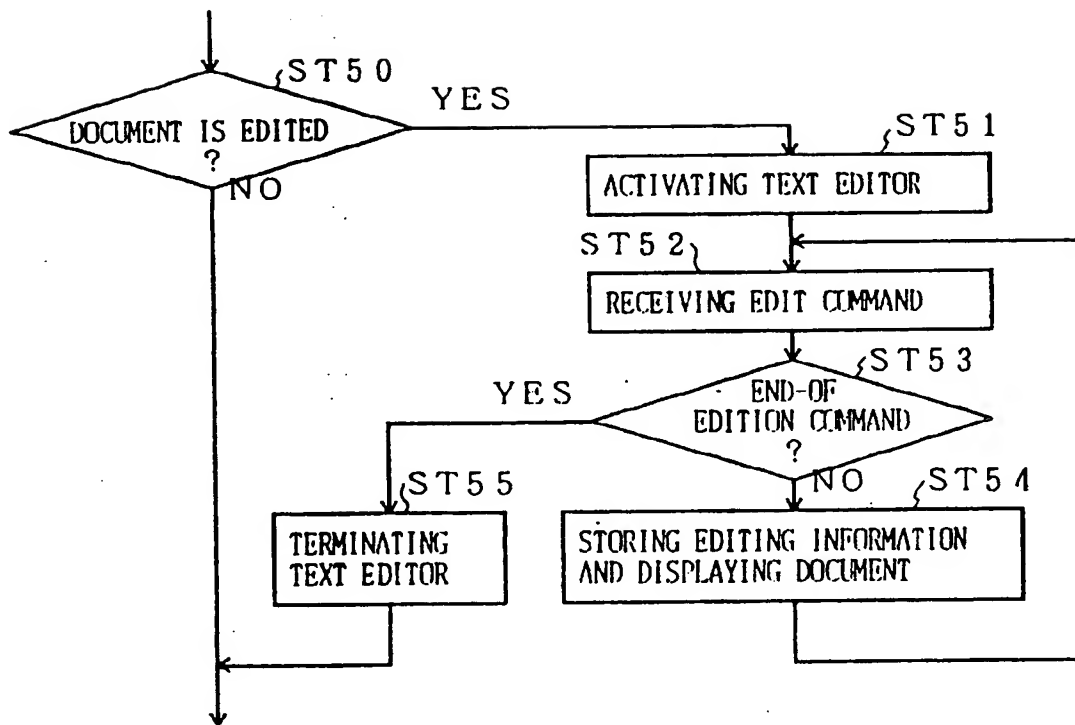 ST50
YES
DOCUMENT IS EDITED
?
NO
ST51
ACTIVATING TEXT EDITOR
ST52
RECEIVING EDIT COMMAND
ST53
YES
END-OF
EDITION COMMAND
?
NO
ST55
ST54
TERMINATING
TEXT EDITOR
STORING EDITING INFORMATION
AND DISPLAYING DOCUMENT